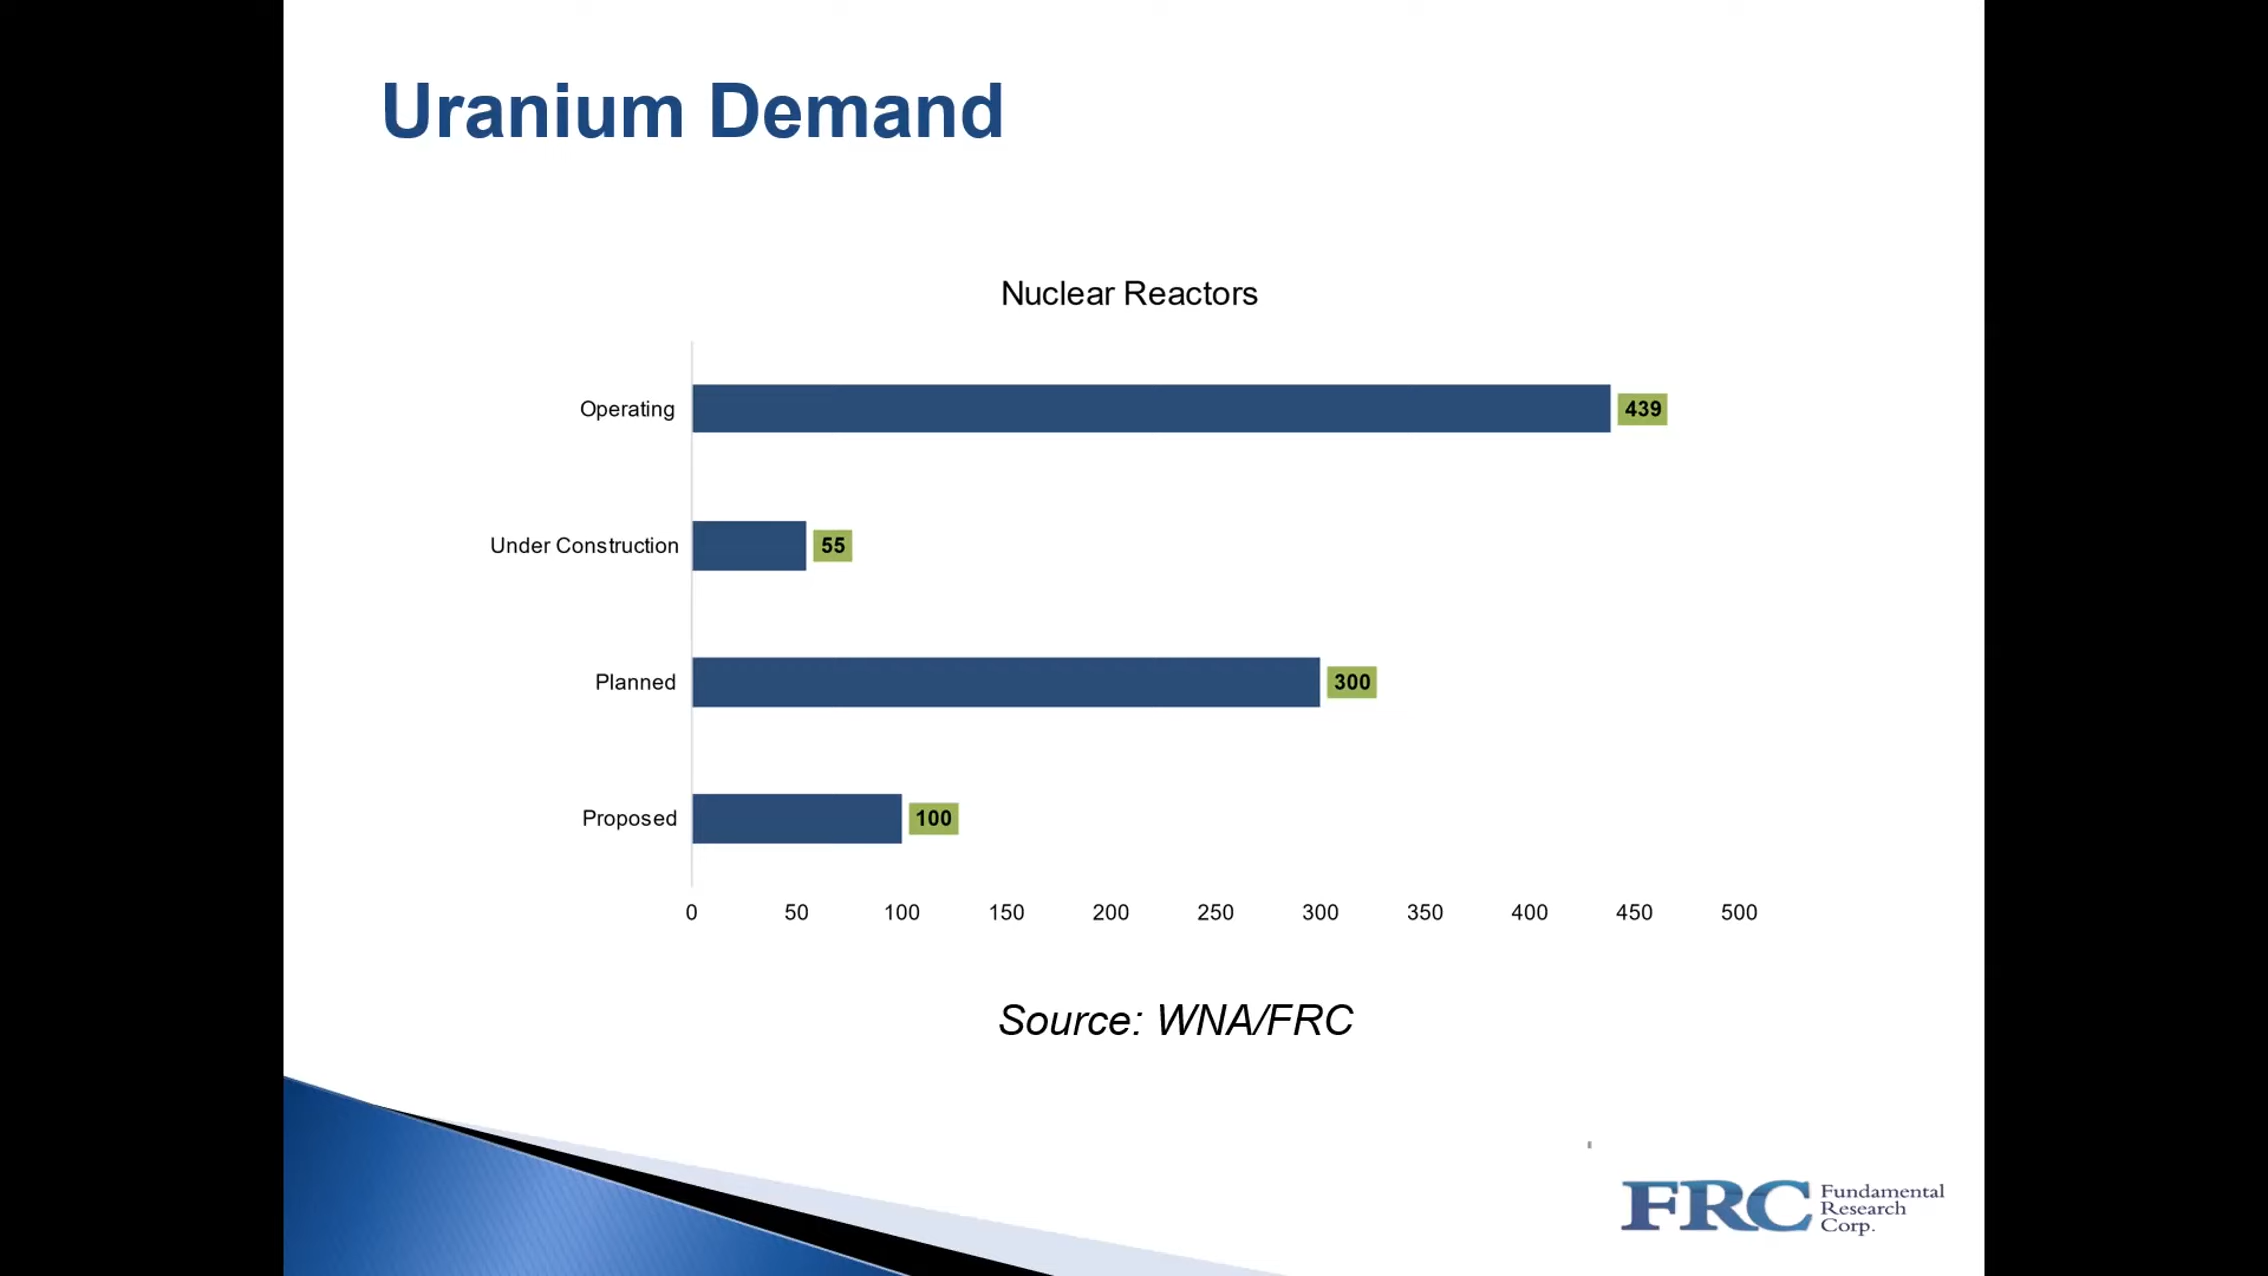 Uranium Demand
Nuclear Reactors
Operating 439
Under Construction 55
Planned 300
Proposed 100
0 50 100 150 200 250 300 350 400 450 500
Source: WNA/FRC
FRC
Fundamental
Research
Corp.